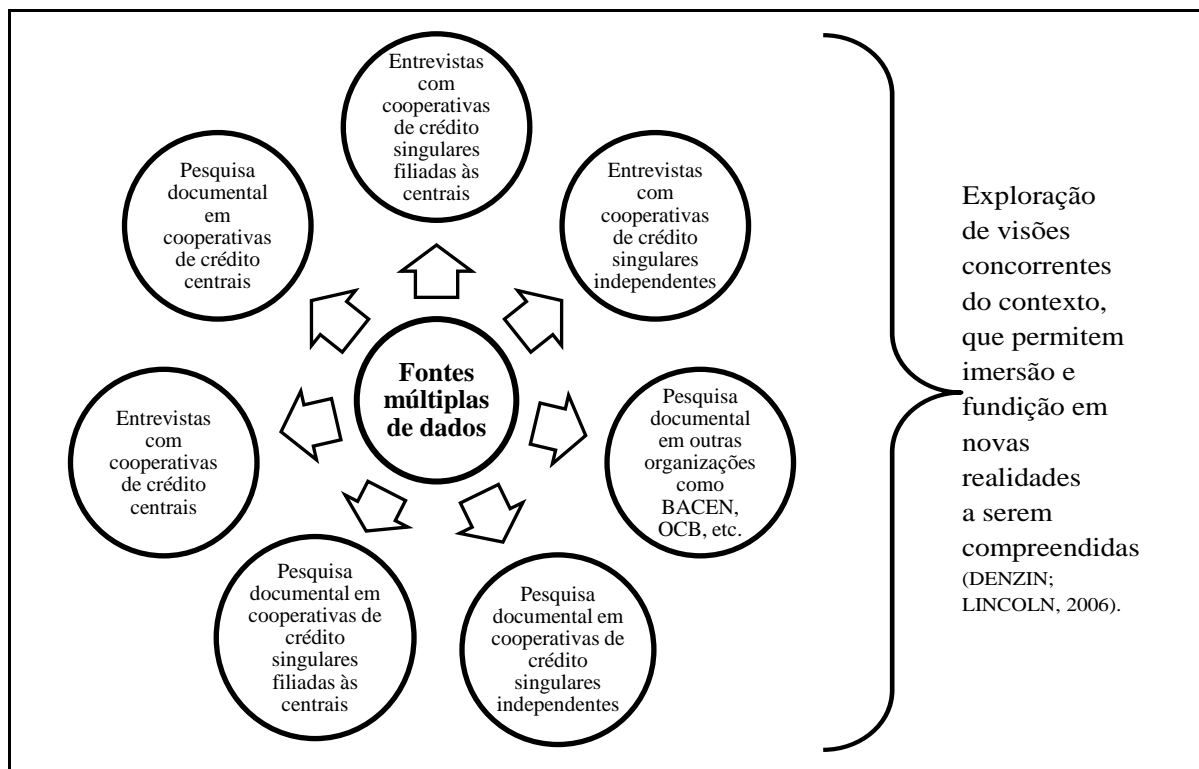 Entrevistas
com
cooperativas
de crédito
singulares
filiadas às
centrais
Entrevistas
com
cooperativas
de crédito
singulares
independentes
Pesquisa
documental
em outras
organizações
como
BACEN,
OCB, etc.
Pesquisa
documental em
cooperativas de
crédito
singulares
independentes
Pesquisa
documental em
cooperativas de
crédito
singulares
filiadas às
centrais
Entrevistas
com
cooperativas
de crédito
centrais
Pesquisa
documental
em
cooperativas
de crédito
centrais
Fontes
múltiplas
de dados
Exploração
de visões
concorrentes
do contexto,
que permitem
imersão e
fundição em
novas
realidades
a serem
compreendidas
(DENZIN;
LINCOLN, 2006).